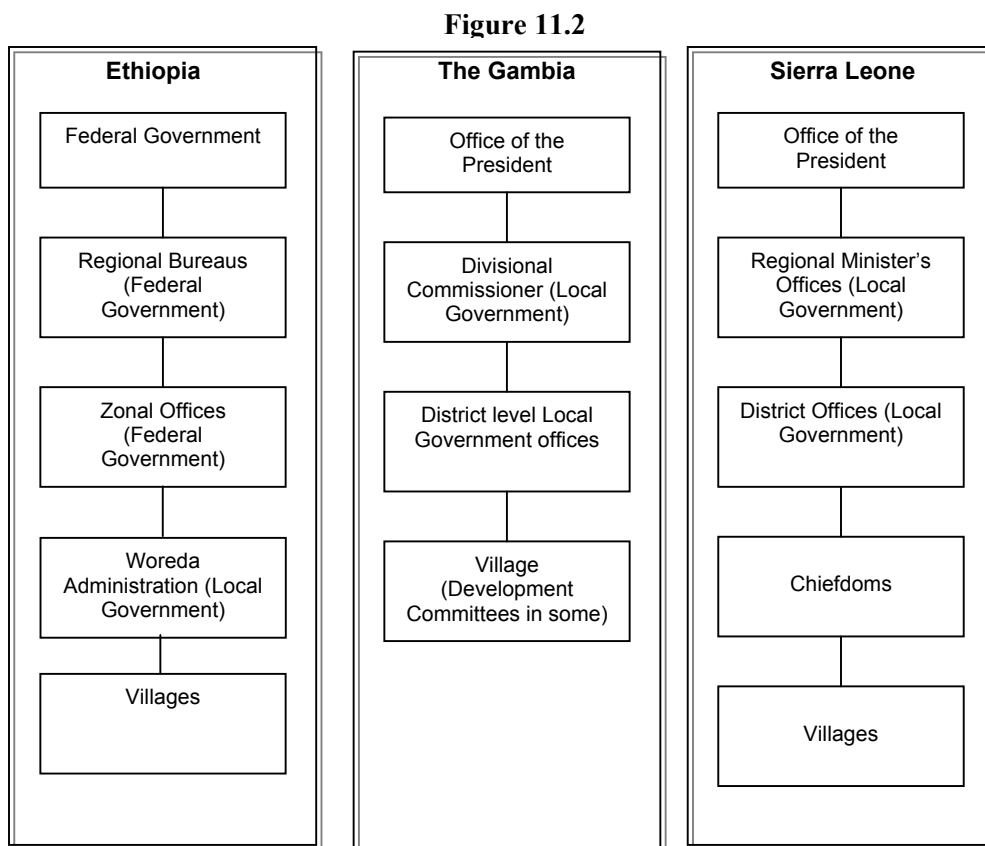 Figure 11.2
Ethiopia
Federal Government
Regional Bureaus
(Federal
Government)
Zonal Offices
(Federal
Government)
Woreda
Administration (Local
Government)
Villages
The Gambia
Office of the
President
Divisional
Commissioner (Local
Government)
District level Local
Government offices
Village
(Development
Committees in some)
Sierra Leone
Office of the
President
Regional Minister's
Offices (Local
Government)
District Offices (Local
Government)
Chiefdoms
Villages